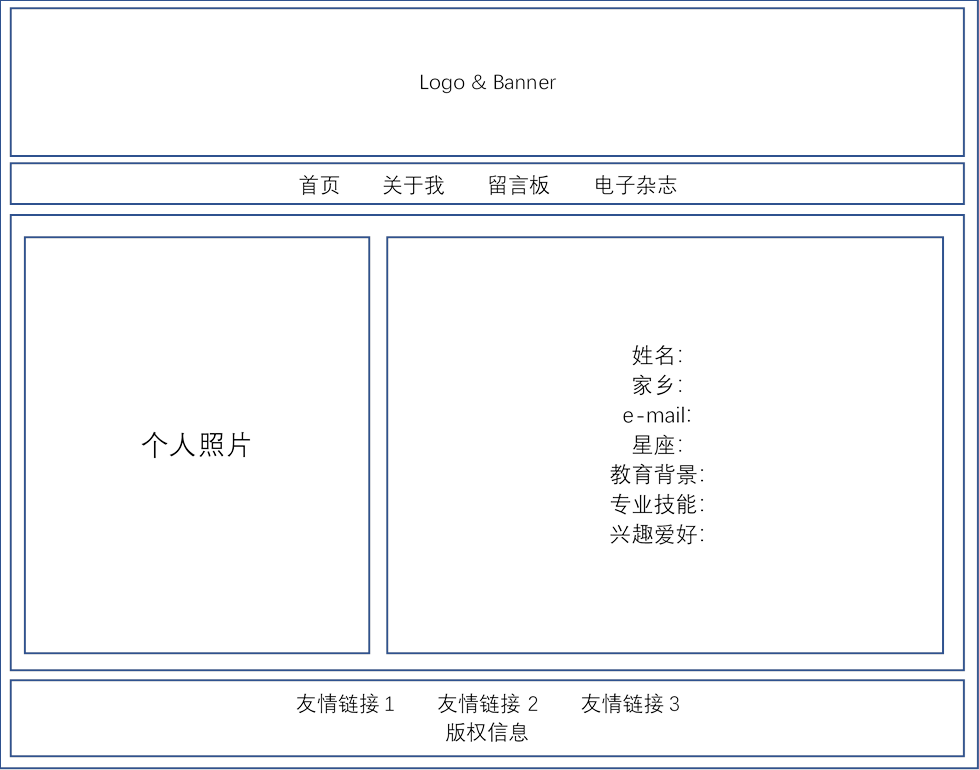 Logo & Banner
首页 关于我 留言板 电子杂志
个人照片
姓名：
家乡：
e-mail:
星座：
教育背景：
专业技能：
兴趣爱好：
友情链接 1 友情链接 2 友情链接 3
版权信息